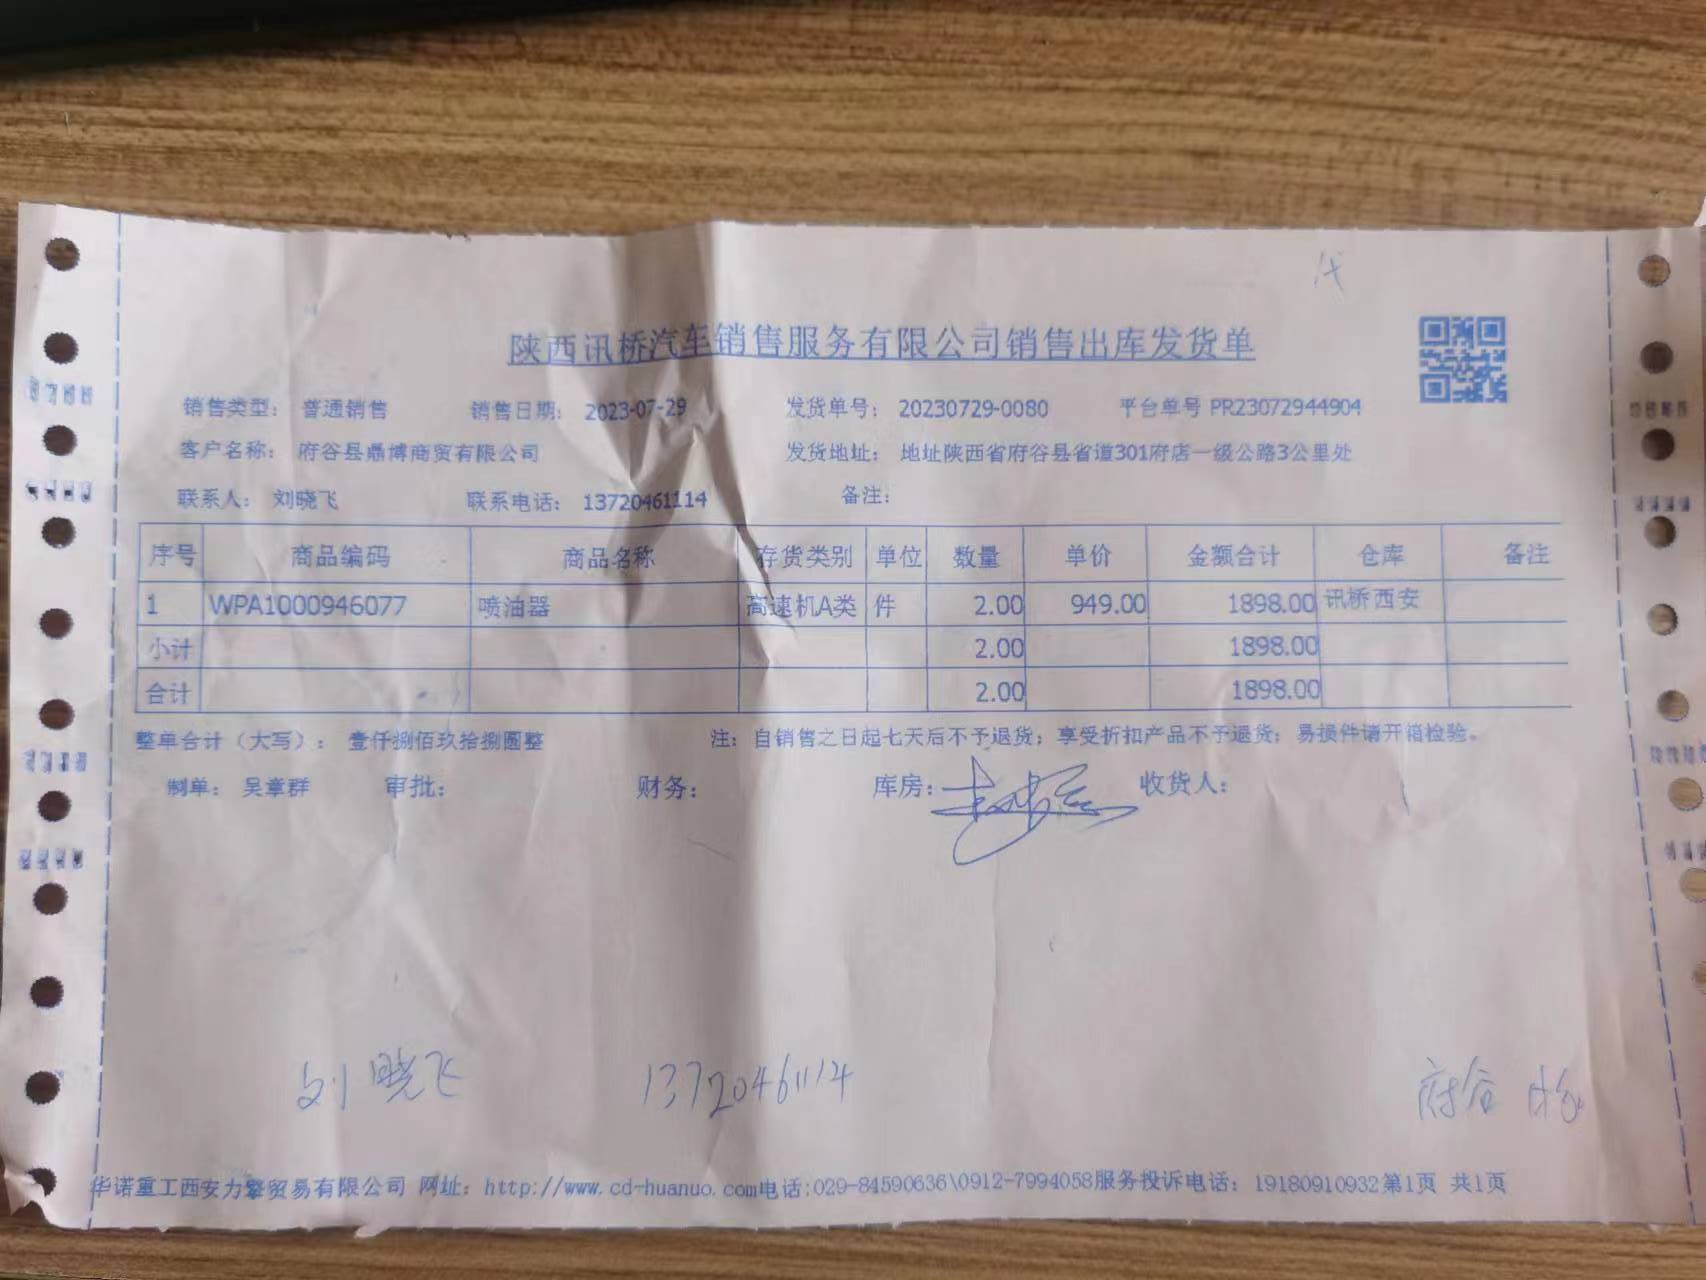 陕西讯桥汽车销售服务有限公司销售出库发货单
销售类型： 普通销售 销售日期： 2023-07-29 发货单号： 20230729-0080 平台单号 PR23072944904
客户名称： 府谷县鼎博商贸有限公司 发货地址： 地址陕西省府谷县省道301府店一级公路3公里处
联系人： 刘晓飞 联系电话： 13720461114 备注：
序号 商品编码 商品名称 存货类别 单位 数量 单价 金额合计 仓库 备注
1 WPA1000946077 喷油器 高速机A类 件 2.00 949.00 1898.00 讯桥西安
小计 2.00 1898.00
合计 2.00 1898.00
整单合计（大写）： 壹仟捌佰玖拾捌圆整 注：自销售之日起七天后不予退货；享受折扣产品不予退货；易损件请开箱检验。
制单： 吴章群 审批： 财务： 库房： 收货人：
刘晓飞 13720461114 府谷
华诺重工西安力擎贸易有限公司 网址：http://www.cd-huanuo.com电话:029-84590636\0912-7994058服务投诉电话：19180910932第1页 共1页